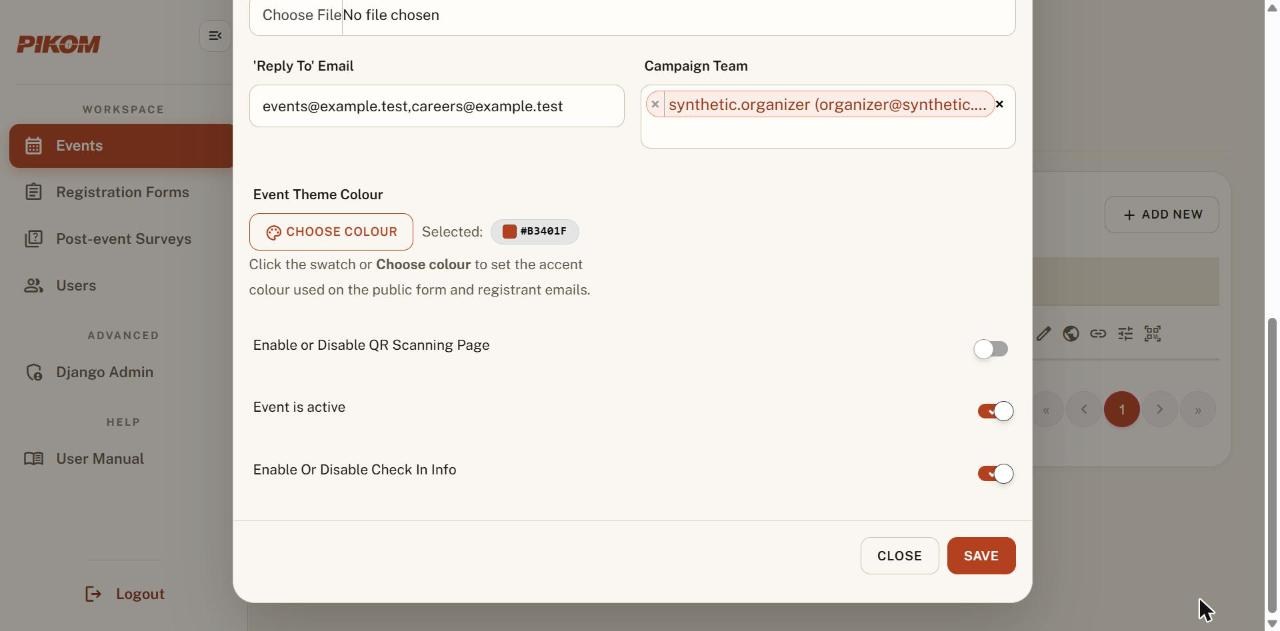 Choose File No file chosen
PIKOM
'Reply To' Email
Campaign Team
events@example.test,careers@example.test
× synthetic.organizer (organizer@synthetic.... ×
WORKSPACE
Events
Registration Forms
Post-event Surveys
Users
ADVANCED
Django Admin
HELP
User Manual
Logout
Event Theme Colour
CHOOSE COLOUR Selected: #B3401F
Click the swatch or Choose colour to set the accent
colour used on the public form and registrant emails.
Enable or Disable QR Scanning Page
Event is active
Enable Or Disable Check In Info
CLOSE SAVE
+ ADD NEW
« ‹ 1 › »